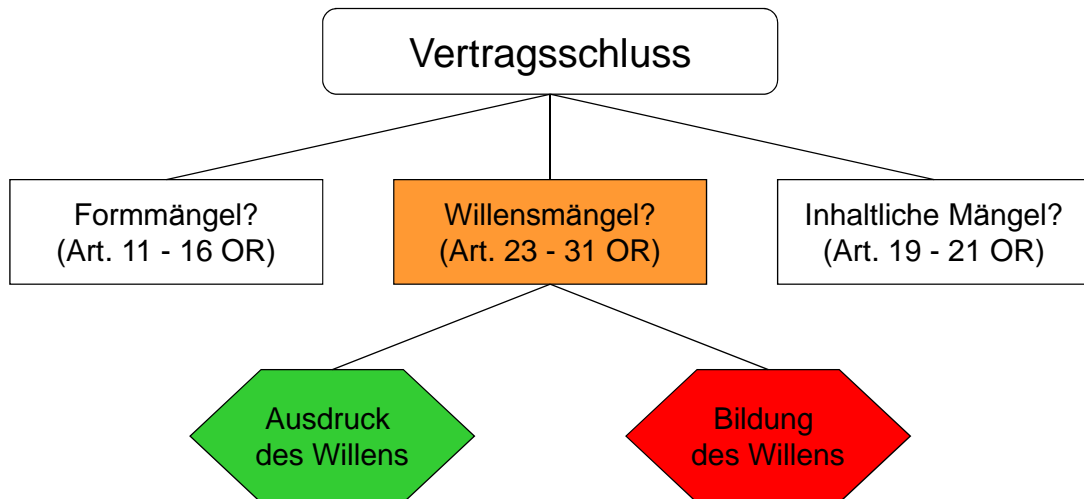 Vertragsschluss
Formmängel?
(Art. 11 - 16 OR)
Willensmängel?
(Art. 23 - 31 OR)
Inhaltliche Mängel?
(Art. 19 - 21 OR)
Ausdruck
des Willens
Bildung
des Willens